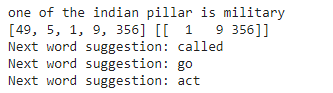 one of the indian pillar is military
[49, 5, 1, 9, 356] [[  1   9 356]]
Next word suggestion: called
Next word suggestion: go
Next word suggestion: act